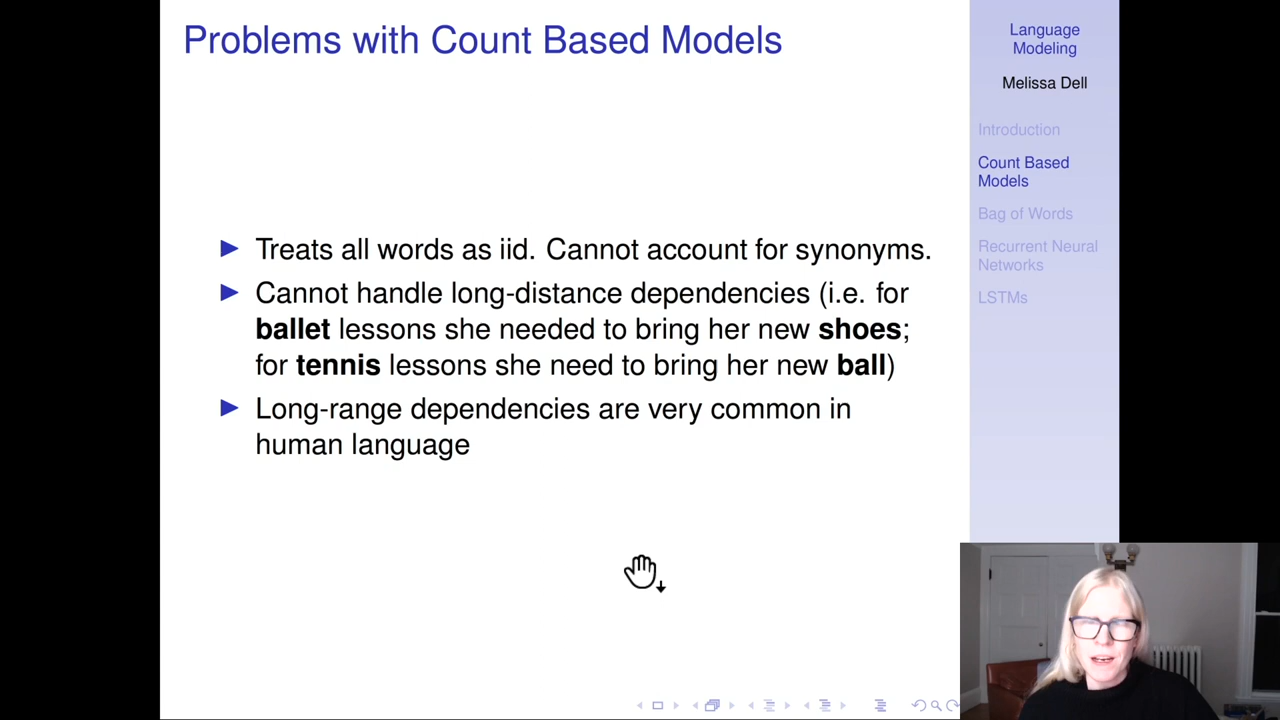 Problems with Count Based Models
Treats all words as iid. Cannot account for synonyms.
Cannot handle long-distance dependencies (i.e. for
ballet lessons she needed to bring her new shoes;
for tennis lessons she need to bring her new ball)
Long-range dependencies are very common in
human language
Language
Modeling
Melissa Dell
Introduction
Count Based
Models
Bag of Words
Recurrent Neural
Networks
LSTMs